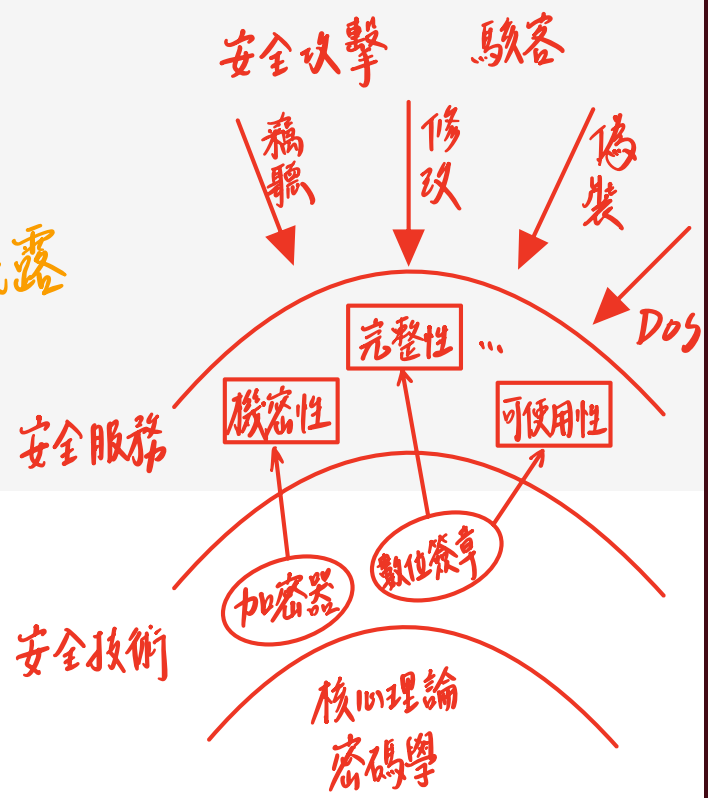 安全攻擊 駭客
竊聽
修改
偽裝
DoS
露
完整性 ...
機密性
可使用性
安全服務
數位簽章
加密器
安全技術
核心理論
密碼學